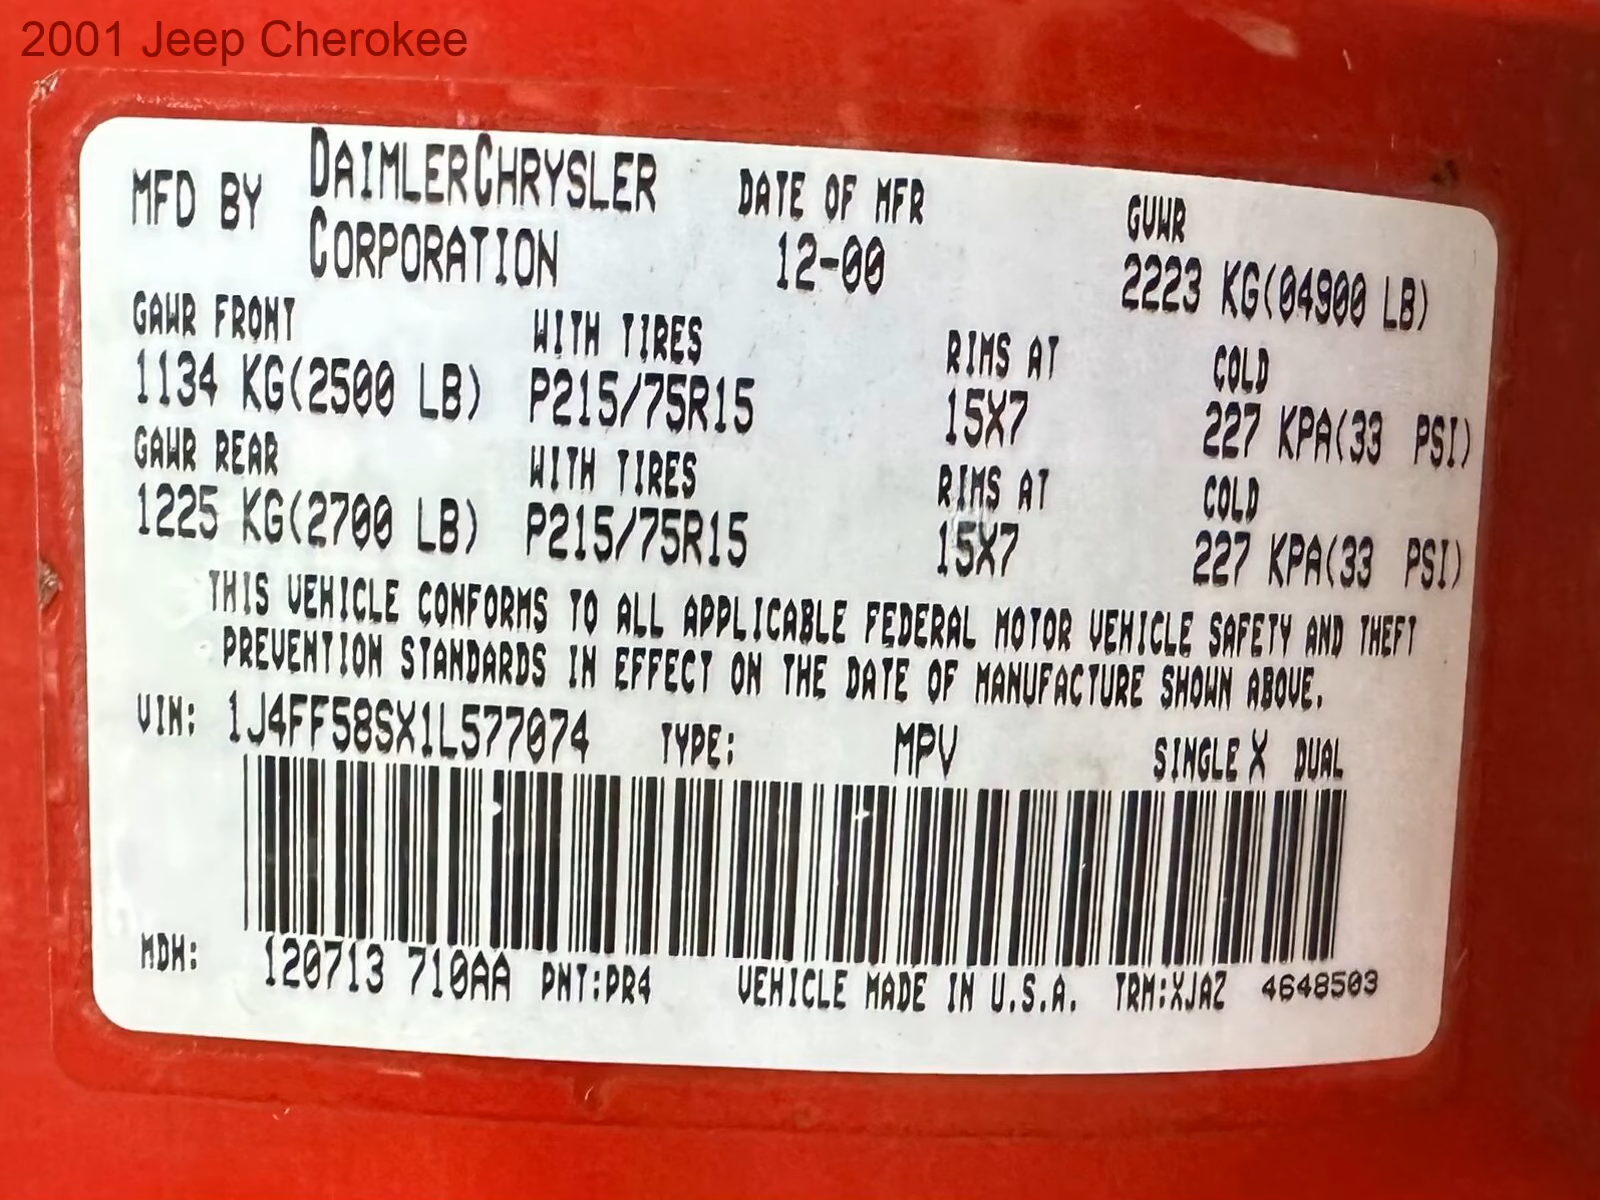 2001 Jeep Cherokee
MFD BY DAIMLERCHRYSLER CORPORATION DATE OF MFR 12-00 GVWR 2223 KG(04900 LB)
GAWR FRONT WITH TIRES RIMS AT COLD
1134 KG(2500 LB) P215/75R15 15X7 227 KPA(33 PSI)
GAWR REAR WITH TIRES RIMS AT COLD
1225 KG(2700 LB) P215/75R15 15X7 227 KPA(33 PSI)
THIS VEHICLE CONFORMS TO ALL APPLICABLE FEDERAL MOTOR VEHICLE SAFETY AND THEFT
PREVENTION STANDARDS IN EFFECT ON THE DATE OF MANUFACTURE SHOWN ABOVE.
VIN: 1J4FF58SX1L577074 TYPE: MPV SINGLE X DUAL
MDH: 120713 710AA PNT:PR4 VEHICLE MADE IN U.S.A. TRM:XJAZ 4648503